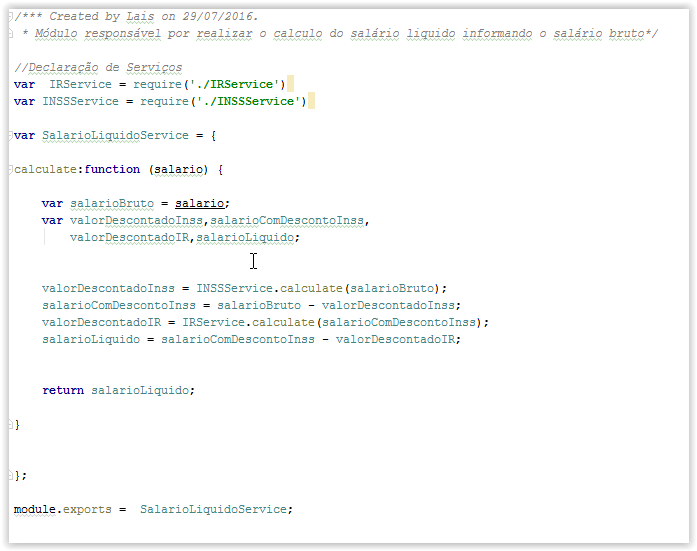 /*** Created by Lais on 29/07/2016.
* Módulo responsável por realizar o calculo do salário liquido informando o salário bruto*/
//Declaração de Serviços
var  IRService = require('./IRService')
var INSSService = require('./INSSService')
var SalarioLiquidoService = {
calculate:function (salario) {
var salarioBruto = salario;
var valorDescontadoInss,salarioComDescontoInss,
valorDescontadoIR,salarioLiquido;
valorDescontadoInss = INSSService.calculate(salarioBruto);
salarioComDescontoInss = salarioBruto - valorDescontadoInss;
valorDescontadoIR = IRService.calculate(salarioComDescontoInss);
salarioLiquido = salarioComDescontoInss - valorDescontadoIR;
return salarioLiquido;
}
};
module.exports =  SalarioLiquidoService;